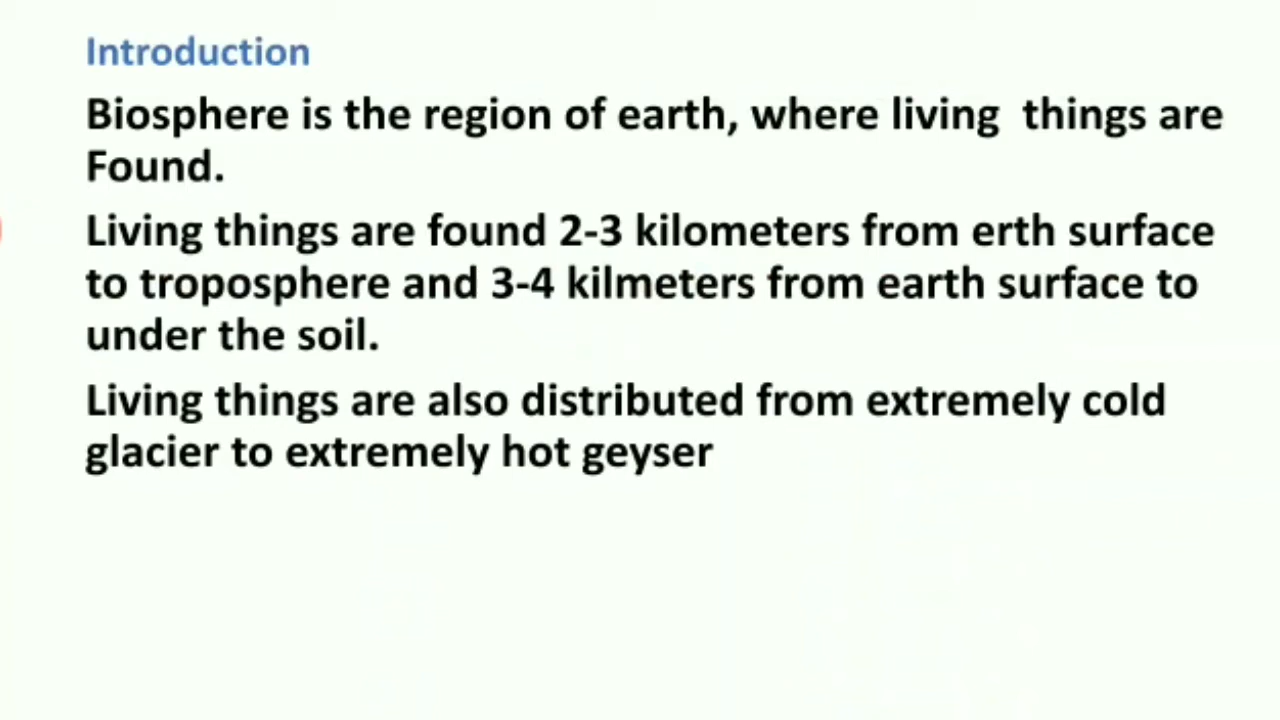 Introduction
Biosphere is the region of earth, where living  things are
Found.
Living things are found 2-3 kilometers from erth surface
to troposphere and 3-4 kilmeters from earth surface to
under the soil.
Living things are also distributed from extremely cold
glacier to extremely hot geyser